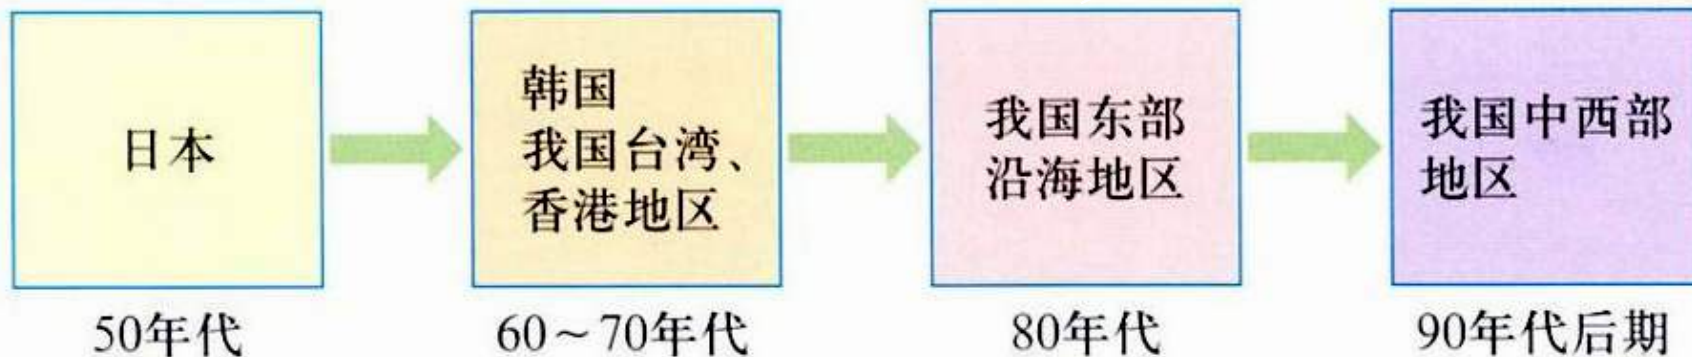 日本
50年代
韩国
我国台湾、
香港地区
60～70年代
我国东部
沿海地区
80年代
我国中西部
地区
90年代后期